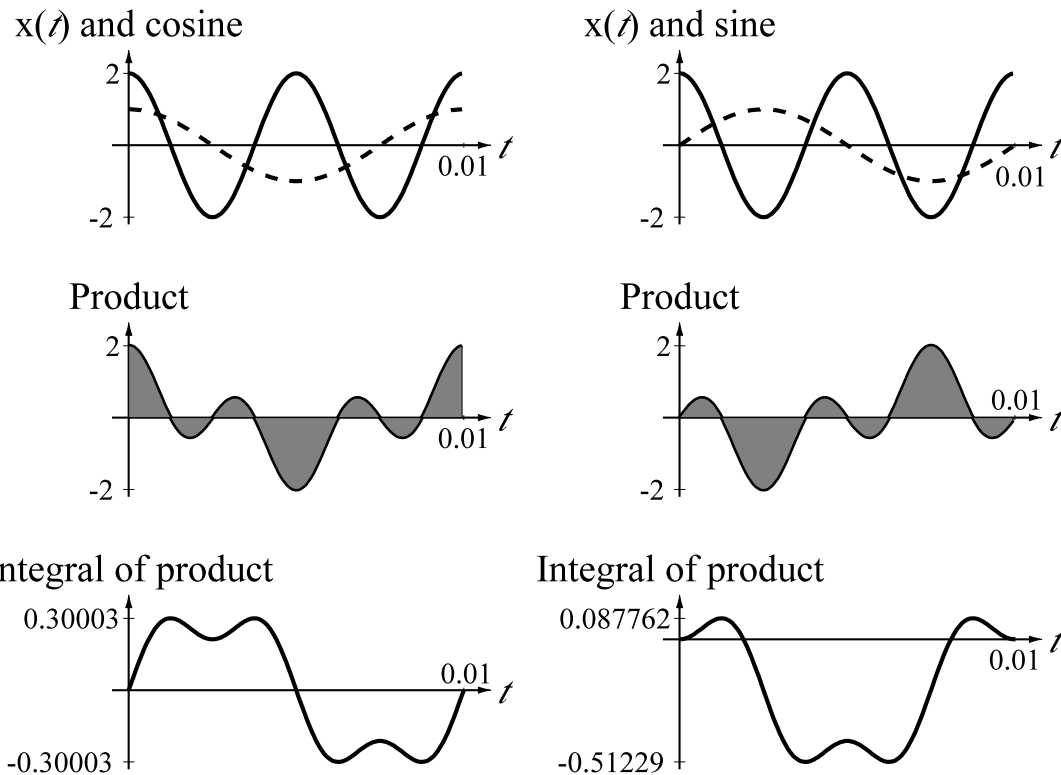 x(t) and cosine
2
-2
0.01
t
x(t) and sine
2
-2
0.01
t
Product
2
-2
0.01
t
Product
2
-2
0.01
t
ntegral of product
0.30003
-0.30003
0.01
t
Integral of product
0.087762
-0.51229
0.01
t